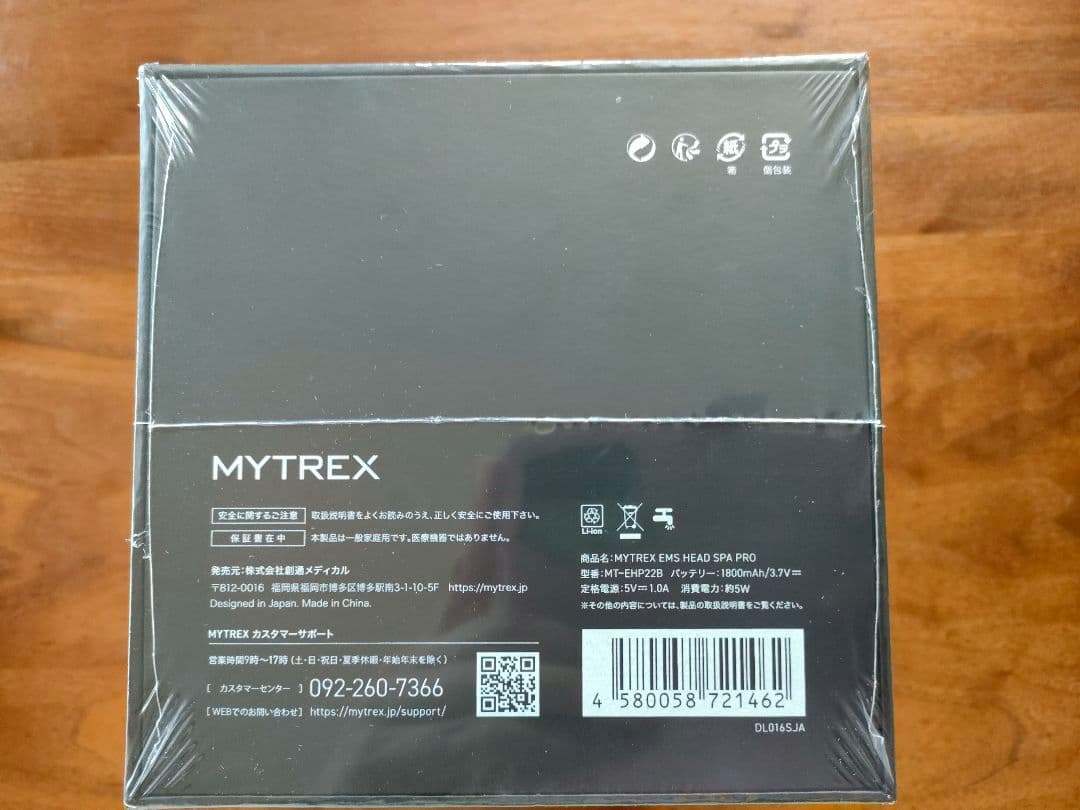 紙
プラ
箱
個包装
MYTREX
安全に関するご注意 取扱説明書をよくお読みのうえ、正しく安全にご使用下さい。
保証書在中 本製品は一般家庭用です。医療機器ではありません。
発売元:株式会社創通メディカル
〒812-0016 福岡県福岡市博多区博多駅南3-1-10-5F https://mytrex.jp
Designed in Japan. Made in China.
MYTREX カスタマーサポート
営業時間9時〜17時(土・日・祝日・夏季休暇・年始年末を除く)
[ カスタマーセンター ] 092-260-7366
[ WEBでのお問い合わせ ] https://mytrex.jp/support/
Li-ion
商品名:MYTREX EMS HEAD SPA PRO
型番:MT-EHP22B バッテリー:1800mAh/3.7V⎓
定格電源:5V⎓1.0A 消費電力:約5W
※その他の内容については、製品の取扱説明書をご覧ください。
4 580058 721462
DL016SJA